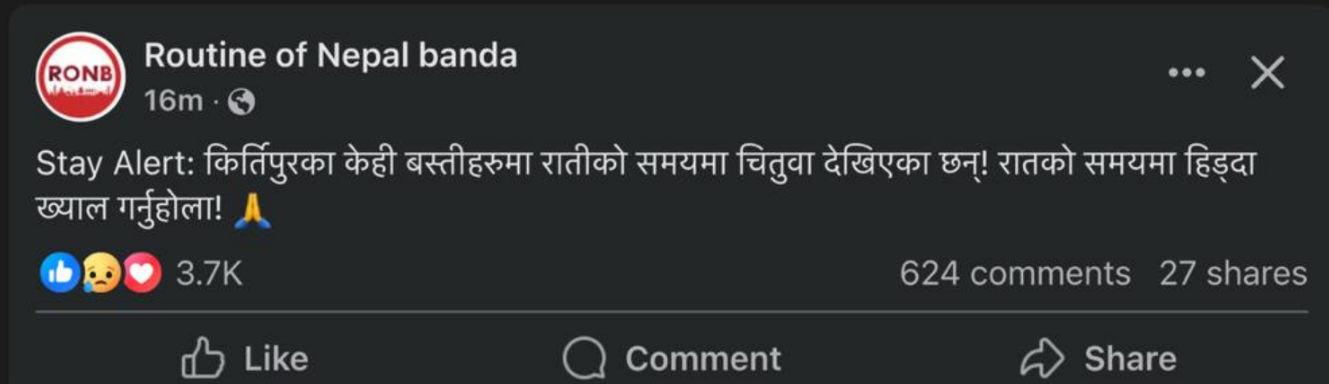 RONB
Routine of Nepal banda
16m ·
Stay Alert: किर्तिपुरका केही बस्तीहरुमा रातीको समयमा चितुवा देखिएका छन्! रातको समयमा हिड्दा
ख्याल गर्नुहोला! 🙏
3.7K 624 comments 27 shares
Like Comment Share